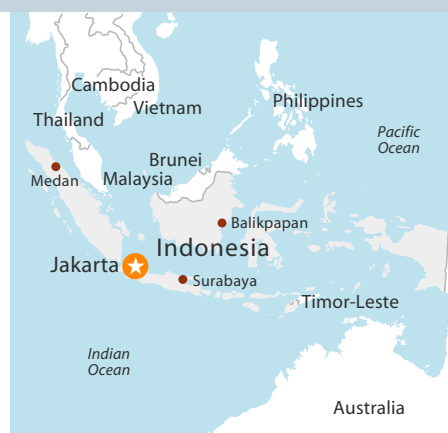 Cambodia
Vietnam
Philippines
Thailand
Pacific
Ocean
Brunei
Medan
Malaysia
Balikpapan
Indonesia
Jakarta
Surabaya
Timor-Leste
Indian
Ocean
Australia